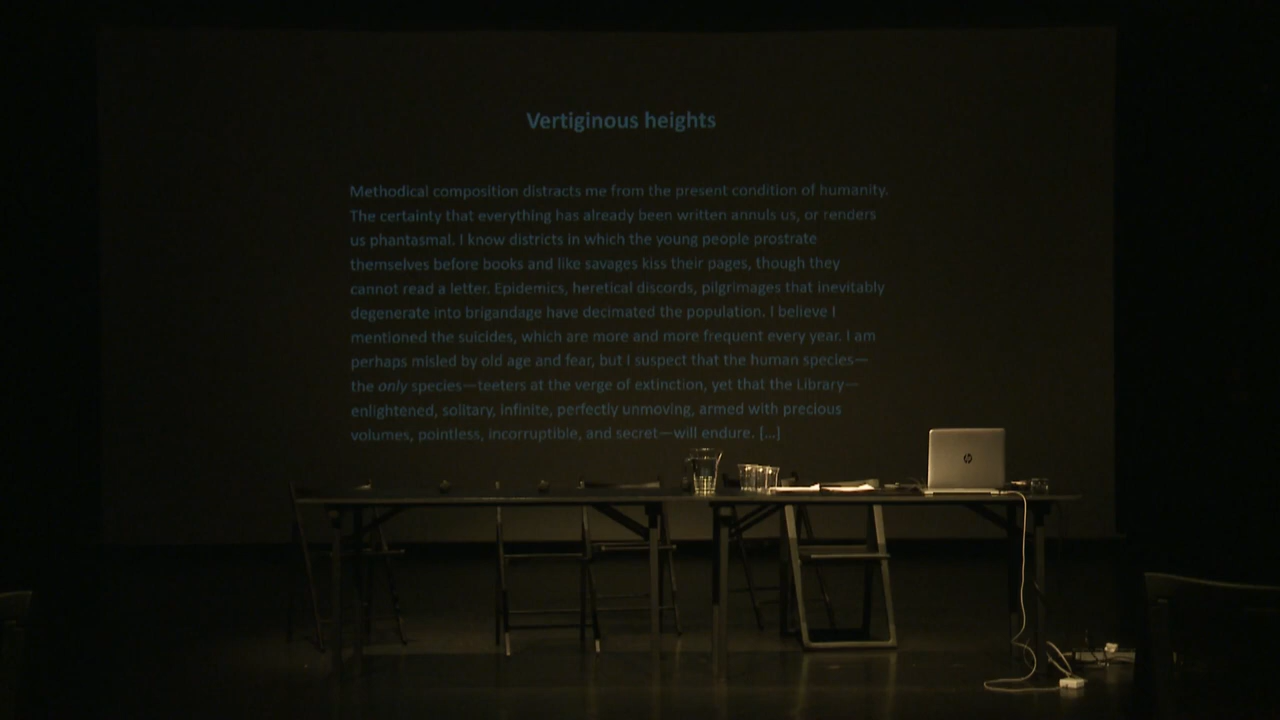 Vertiginous heights
Methodical composition distracts me from the present condition of humanity.
The certainty that everything has already been written annuls us, or renders
us phantasmal. I know districts in which the young people prostrate
themselves before books and like savages kiss their pages, though they
cannot read a letter. Epidemics, heretical discords, pilgrimages that inevitably
degenerate into brigandage have decimated the population. I believe I
mentioned the suicides, which are more and more frequent every year. I am
perhaps misled by old age and fear, but I suspect that the human species—
the only species—teeters at the verge of extinction, yet that the Library—
enlightened, solitary, infinite, perfectly unmoving, armed with precious
volumes, pointless, incorruptible, and secret—will endure. [...]
hp